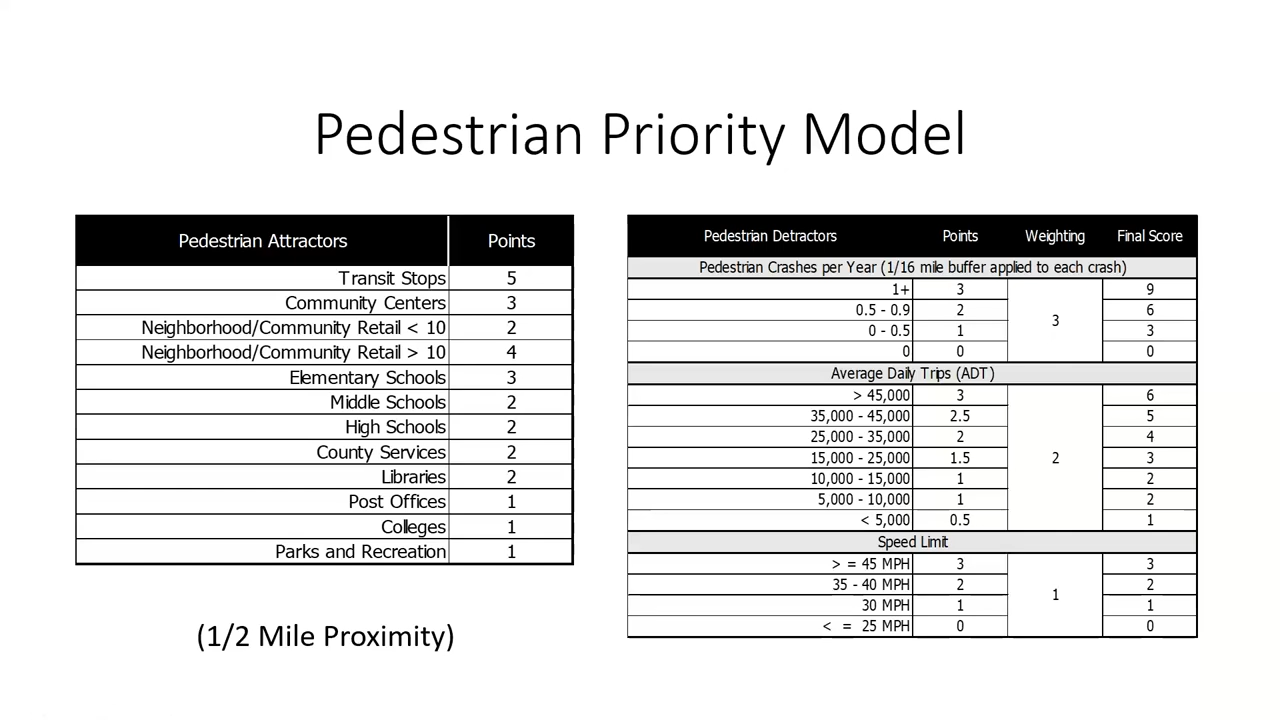 Pedestrian Priority Model
Pedestrian Attractors Points
Transit Stops 5
Community Centers 3
Neighborhood/Community Retail < 10 2
Neighborhood/Community Retail > 10 4
Elementary Schools 3
Middle Schools 2
High Schools 2
County Services 2
Libraries 2
Post Offices 1
Colleges 1
Parks and Recreation 1
(1/2 Mile Proximity)
Pedestrian Detractors Points Weighting Final Score
Pedestrian Crashes per Year (1/16 mile buffer applied to each crash)
1+ 3 9
0.5 - 0.9 2 6
3
0 - 0.5 1 3
0 0 0
Average Daily Trips (ADT)
> 45,000 3 6
35,000 - 45,000 2.5 5
25,000 - 35,000 2 4
15,000 - 25,000 1.5 2 3
10,000 - 15,000 1 2
5,000 - 10,000 1 2
< 5,000 0.5 1
Speed Limit
> = 45 MPH 3 3
35 - 40 MPH 2 2
1
30 MPH 1 1
< = 25 MPH 0 0